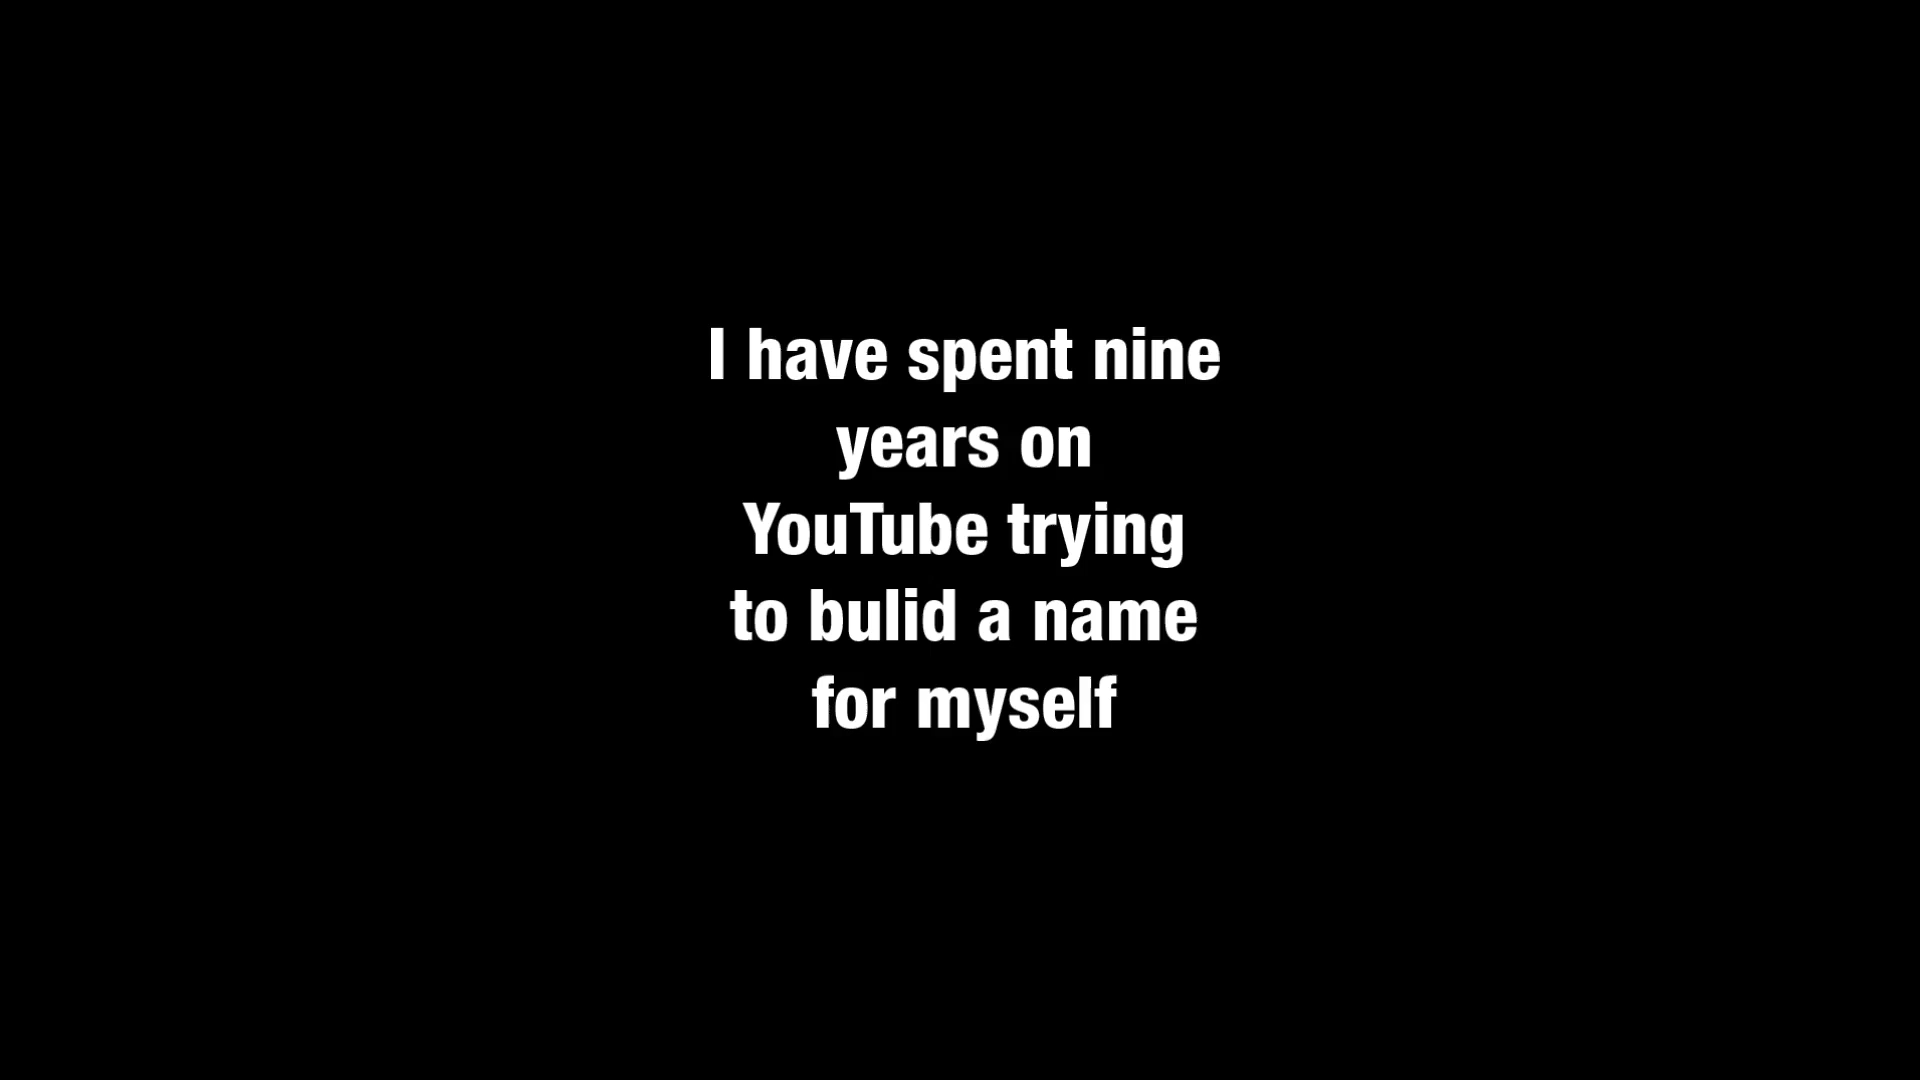 I have spent nine
years on
YouTube trying
to bulid a name
for myself